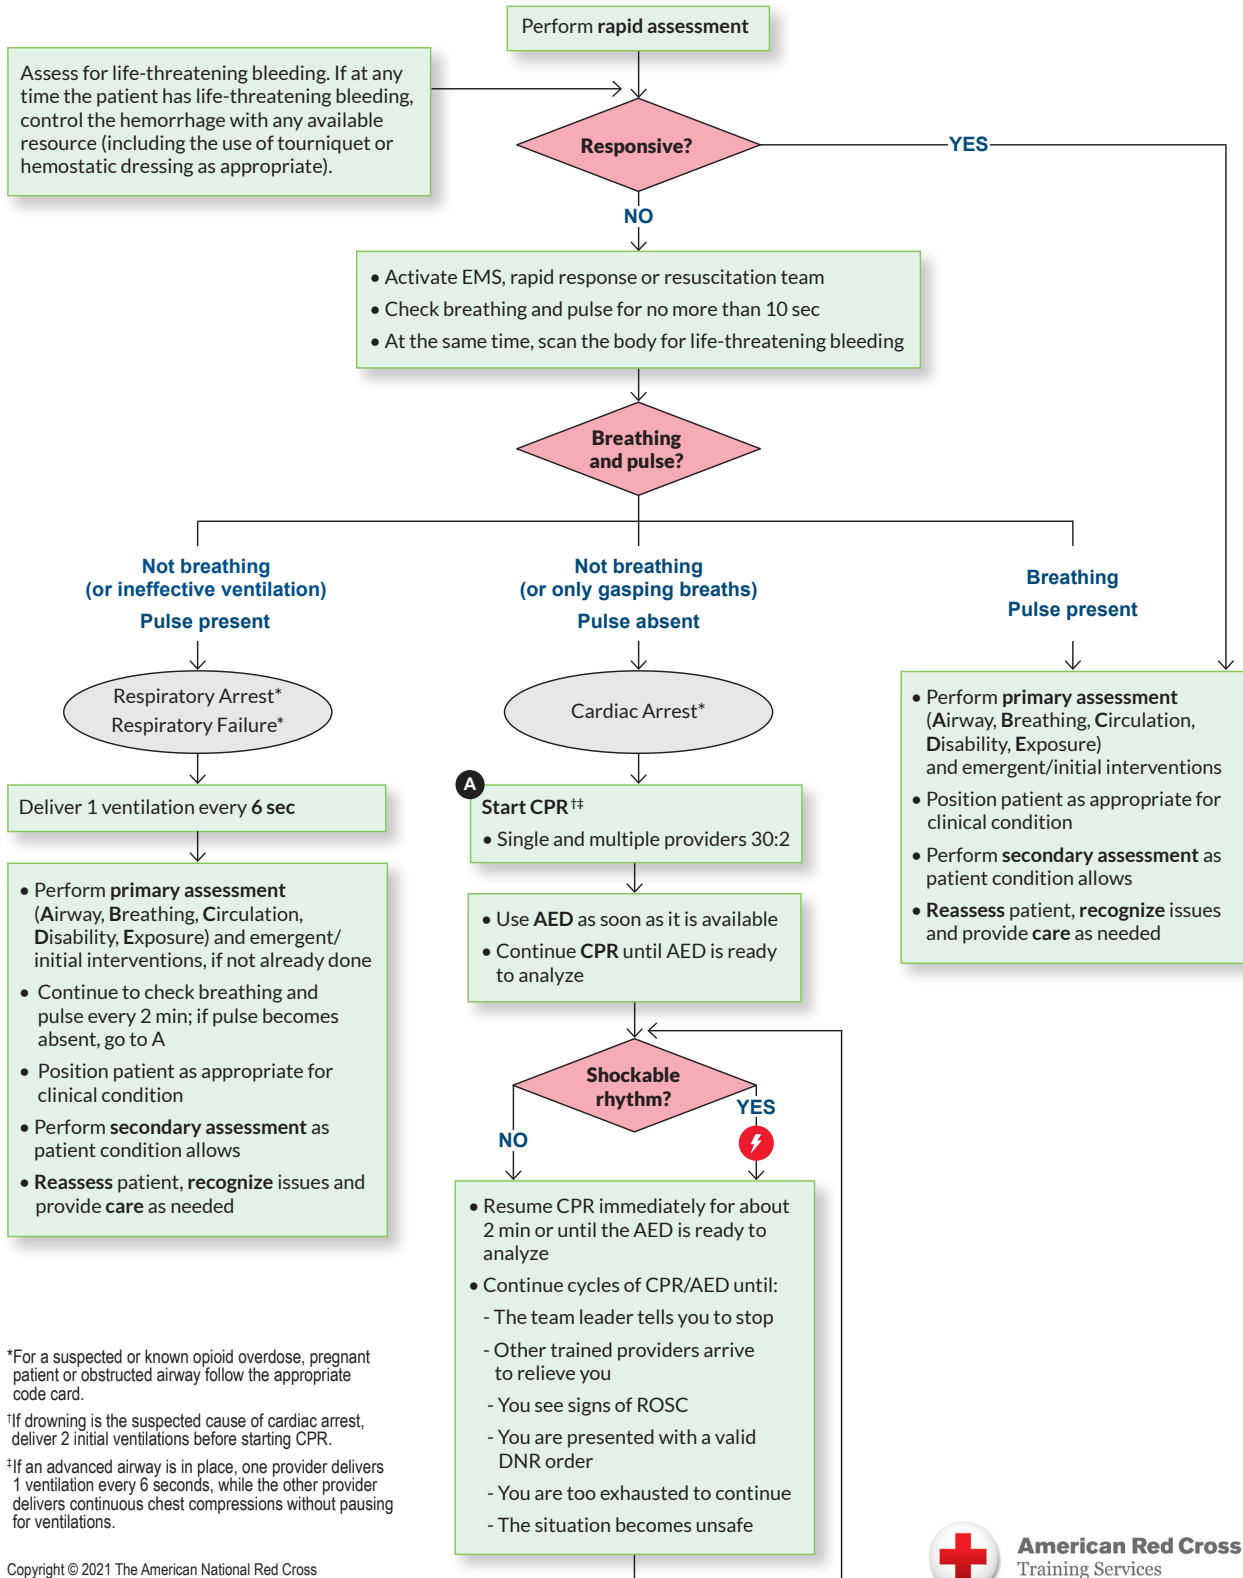 Perform rapid assessment
Assess for life-threatening bleeding. If at any
time the patient has life-threatening bleeding,
control the hemorrhage with any available
resource (including the use of tourniquet or
hemostatic dressing as appropriate).
Responsive?
YES
NO
• Activate EMS, rapid response or resuscitation team
• Check breathing and pulse for no more than 10 sec
• At the same time, scan the body for life-threatening bleeding
Breathing
and pulse?
Not breathing
(or ineffective ventilation)
Pulse present
Not breathing
(or only gasping breaths)
Pulse absent
Breathing
Pulse present
Respiratory Arrest*
Respiratory Failure*
Cardiac Arrest*
• Perform primary assessment
(Airway, Breathing, Circulation,
Disability, Exposure)
and emergent/initial interventions
• Position patient as appropriate for
clinical condition
• Perform secondary assessment as
patient condition allows
• Reassess patient, recognize issues
and provide care as needed
Deliver 1 ventilation every 6 sec
A
Start CPR†‡
• Single and multiple providers 30:2
• Perform primary assessment
(Airway, Breathing, Circulation,
Disability, Exposure) and emergent/
initial interventions, if not already done
• Continue to check breathing and
pulse every 2 min; if pulse becomes
absent, go to A
• Position patient as appropriate for
clinical condition
• Perform secondary assessment as
patient condition allows
• Reassess patient, recognize issues and
provide care as needed
• Use AED as soon as it is available
• Continue CPR until AED is ready
to analyze
Shockable
rhythm?
YES
NO
• Resume CPR immediately for about
2 min or until the AED is ready to
analyze
• Continue cycles of CPR/AED until:
- The team leader tells you to stop
- Other trained providers arrive
to relieve you
- You see signs of ROSC
- You are presented with a valid
DNR order
- You are too exhausted to continue
- The situation becomes unsafe
*For a suspected or known opioid overdose, pregnant
patient or obstructed airway follow the appropriate
code card.
†If drowning is the suspected cause of cardiac arrest,
deliver 2 initial ventilations before starting CPR.
‡If an advanced airway is in place, one provider delivers
1 ventilation every 6 seconds, while the other provider
delivers continuous chest compressions without pausing
for ventilations.
Copyright © 2021 The American National Red Cross
American Red Cross
Training Services